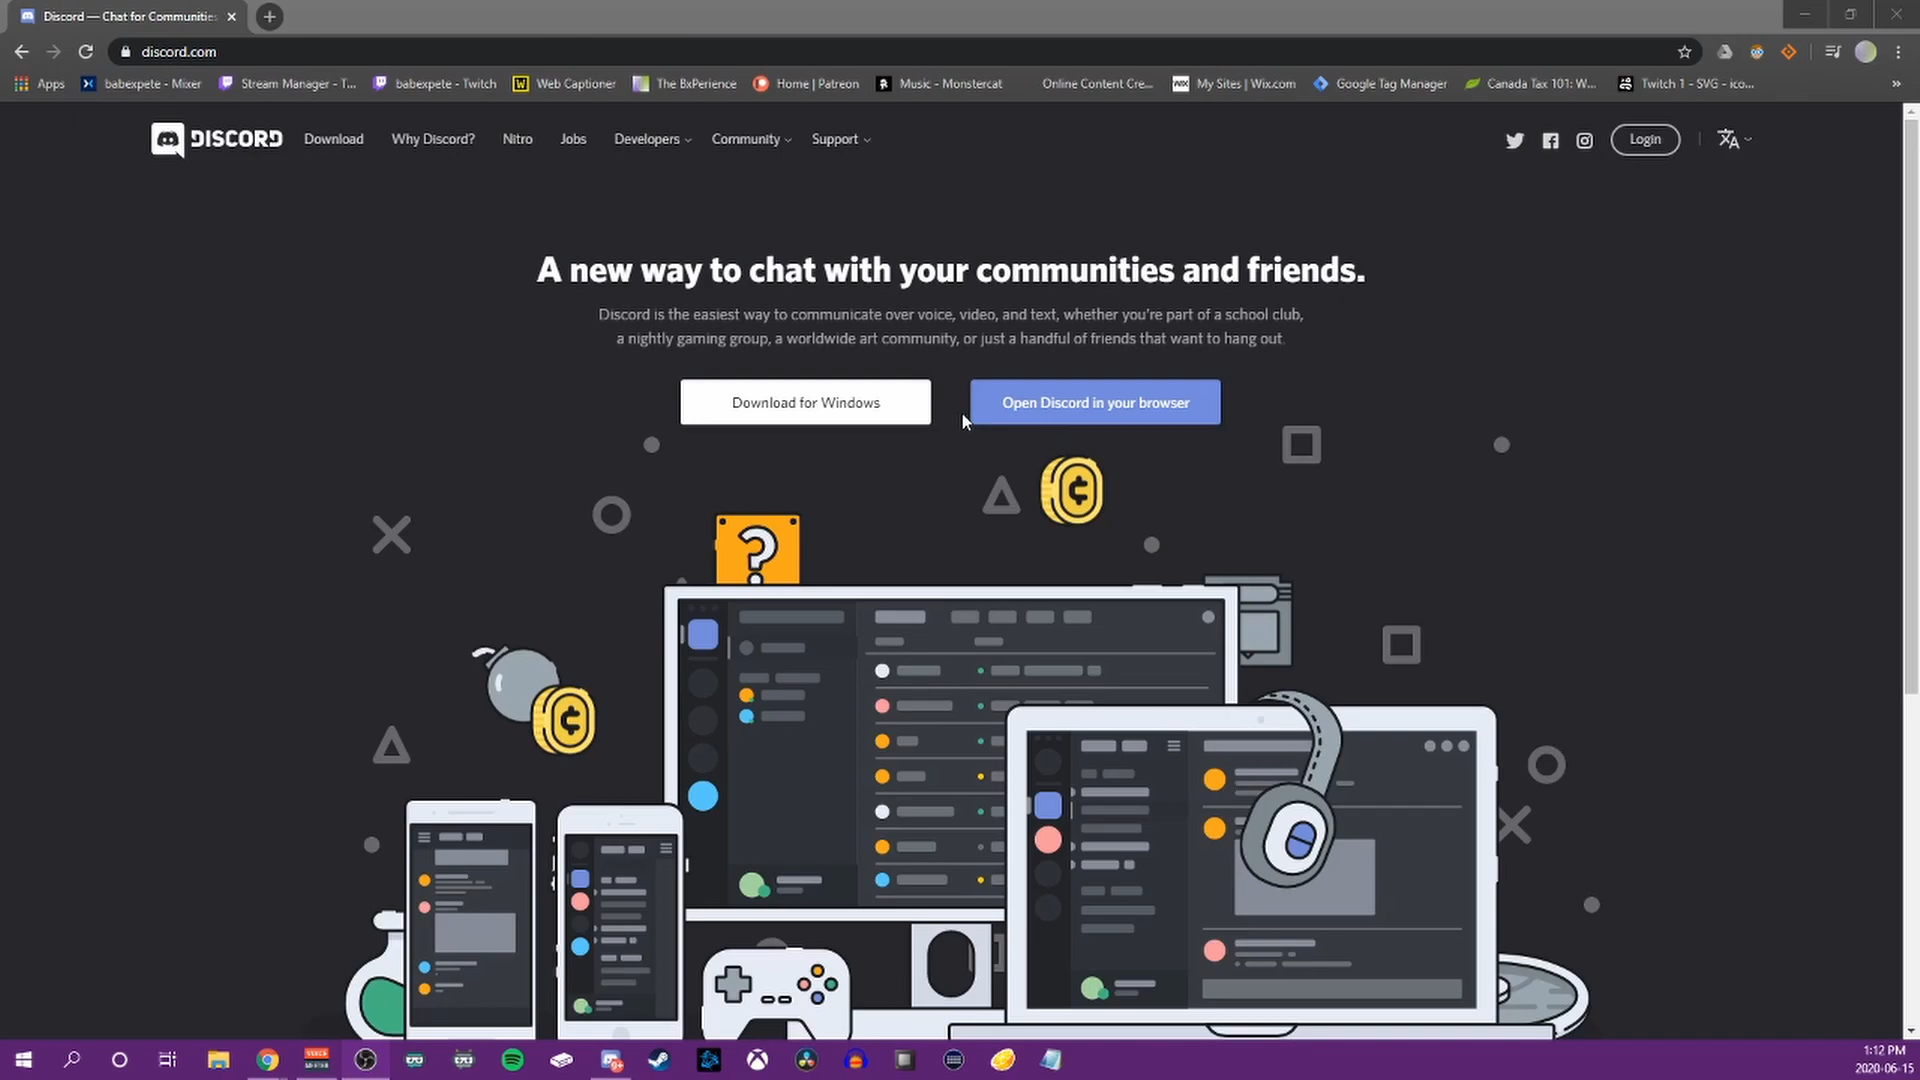 Discord — Chat for Communities
discord.com
Apps
babexpete - Mixer
Stream Manager - T...
babexpete - Twitch
Web Captioner
The BxPerience
Home | Patreon
Music - Monstercat
Online Content Cre...
My Sites | Wix.com
Google Tag Manager
Canada Tax 101: W...
Twitch 1 - SVG - ico...
DISCORD
Download
Why Discord?
Nitro
Jobs
Developers
Community
Support
Login
A new way to chat with your communities and friends.
Discord is the easiest way to communicate over voice, video, and text, whether you're part of a school club,
a nightly gaming group, a worldwide art community, or just a handful of friends that want to hang out.
Download for Windows
Open Discord in your browser
?
1:12 PM
2020-06-15